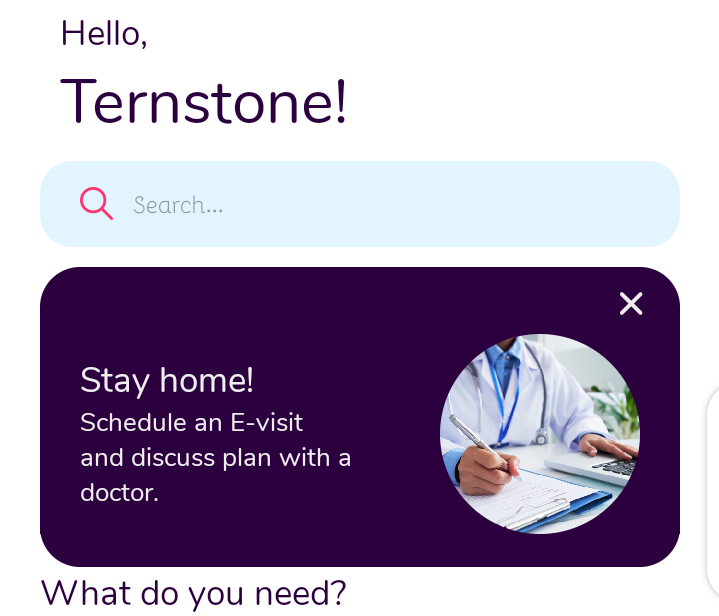 Hello,
Ternstone!
Search...
Stay home!
Schedule an E-visit
and discuss plan with a
doctor.
What do you need?